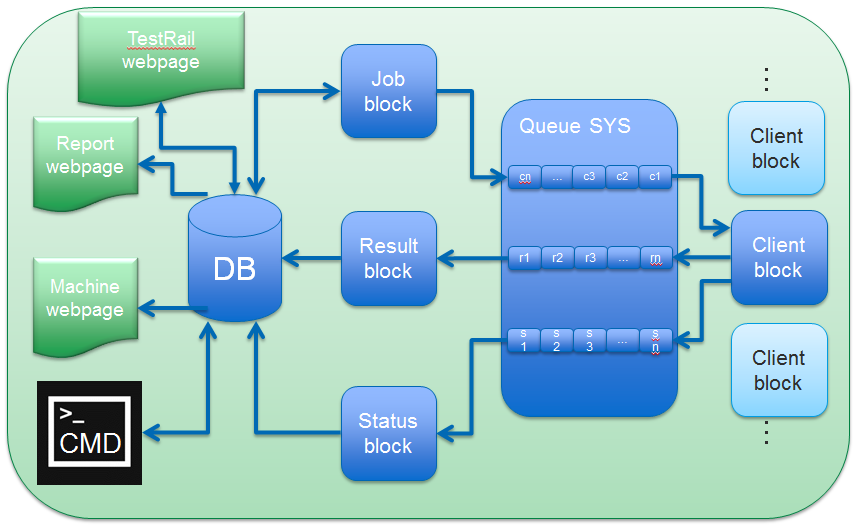 TestRail
webpage
Report
webpage
Machine
webpage
>_
CMD
DB
Job
block
Result
block
Status
block
Queue SYS
cn ... c3 c2 c1
r1 r2 r3 ... rn
s
1
s
2
s
3
...
s
n
...
Client
block
Client
block
Client
block
...